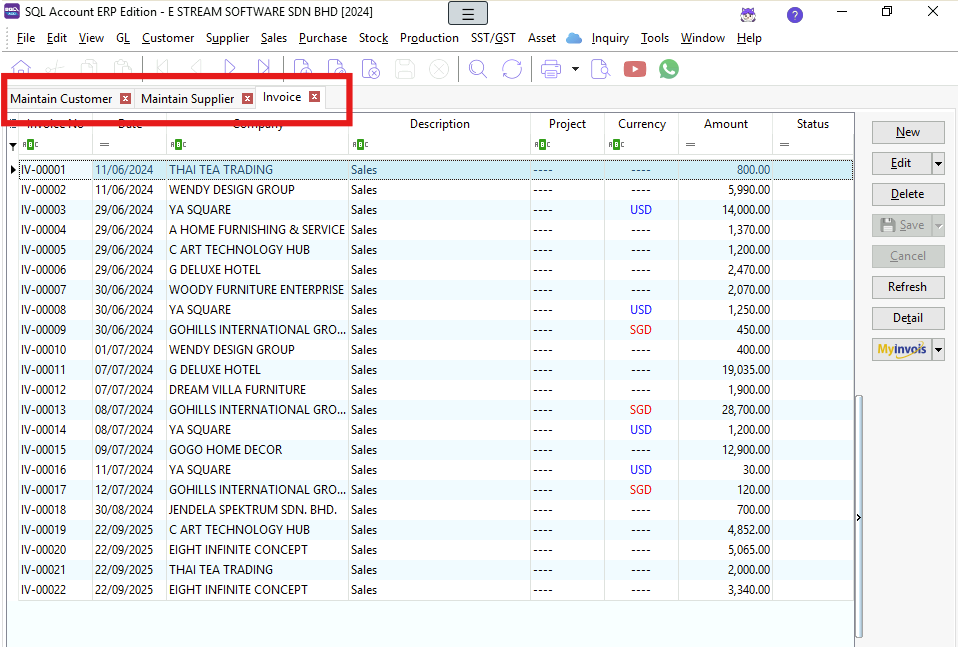 SQL Account ERP Edition - E STREAM SOFTWARE SDN BHD [2024]
File Edit View GL Customer Supplier Sales Purchase Stock Production SST/GST Asset Inquiry Tools Window Help
Maintain Customer Maintain Supplier Invoice
Invoice No Date Company Description Project Currency Amount Status
IV-00001 11/06/2024 THAI TEA TRADING Sales ---- ---- 800.00
IV-00002 11/06/2024 WENDY DESIGN GROUP Sales ---- ---- 5,990.00
IV-00003 29/06/2024 YA SQUARE Sales ---- USD 14,000.00
IV-00004 29/06/2024 A HOME FURNISHING & SERVICE Sales ---- ---- 1,370.00
IV-00005 29/06/2024 C ART TECHNOLOGY HUB Sales ---- ---- 1,200.00
IV-00006 29/06/2024 G DELUXE HOTEL Sales ---- ---- 2,470.00
IV-00007 30/06/2024 WOODY FURNITURE ENTERPRISE Sales ---- ---- 2,070.00
IV-00008 30/06/2024 YA SQUARE Sales ---- USD 1,250.00
IV-00009 30/06/2024 GOHILLS INTERNATIONAL GRO... Sales ---- SGD 450.00
IV-00010 01/07/2024 WENDY DESIGN GROUP Sales ---- ---- 400.00
IV-00011 07/07/2024 G DELUXE HOTEL Sales ---- ---- 19,035.00
IV-00012 07/07/2024 DREAM VILLA FURNITURE Sales ---- ---- 1,900.00
IV-00013 08/07/2024 GOHILLS INTERNATIONAL GRO... Sales ---- SGD 28,700.00
IV-00014 08/07/2024 YA SQUARE Sales ---- USD 1,200.00
IV-00015 09/07/2024 GOGO HOME DECOR Sales ---- ---- 12,900.00
IV-00016 11/07/2024 YA SQUARE Sales ---- USD 30.00
IV-00017 12/07/2024 GOHILLS INTERNATIONAL GRO... Sales ---- SGD 120.00
IV-00018 30/08/2024 JENDELA SPEKTRUM SDN. BHD. Sales ---- ---- 700.00
IV-00019 22/09/2025 C ART TECHNOLOGY HUB Sales ---- ---- 4,852.00
IV-00020 22/09/2025 EIGHT INFINITE CONCEPT Sales ---- ---- 5,065.00
IV-00021 22/09/2025 THAI TEA TRADING Sales ---- ---- 2,000.00
IV-00022 22/09/2025 EIGHT INFINITE CONCEPT Sales ---- ---- 3,340.00
New
Edit
Delete
Save
Cancel
Refresh
Detail
Myinvois